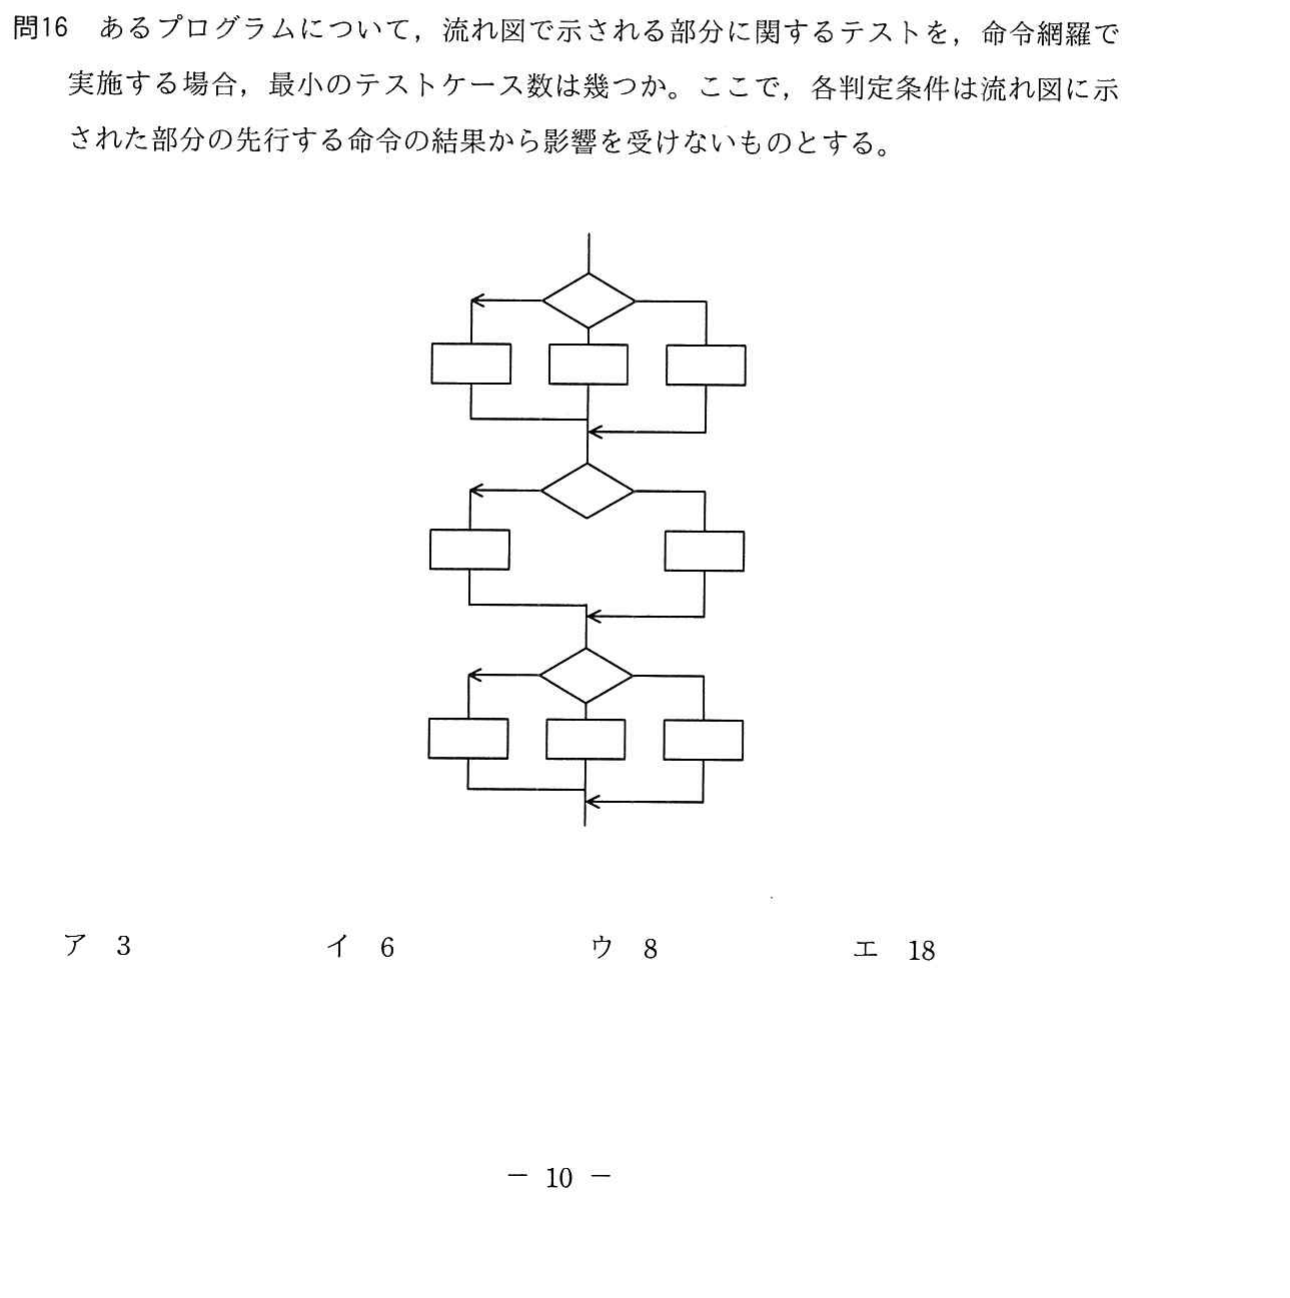 問16　あるプログラムについて，流れ図で示される部分に関するテストを，命令網羅で
実施する場合，最小のテストケース数は幾つか。ここで，各判定条件は流れ図に示
された部分の先行する命令の結果から影響を受けないものとする。
ア　3　イ　6　ウ　8　エ　18
－ 10 －